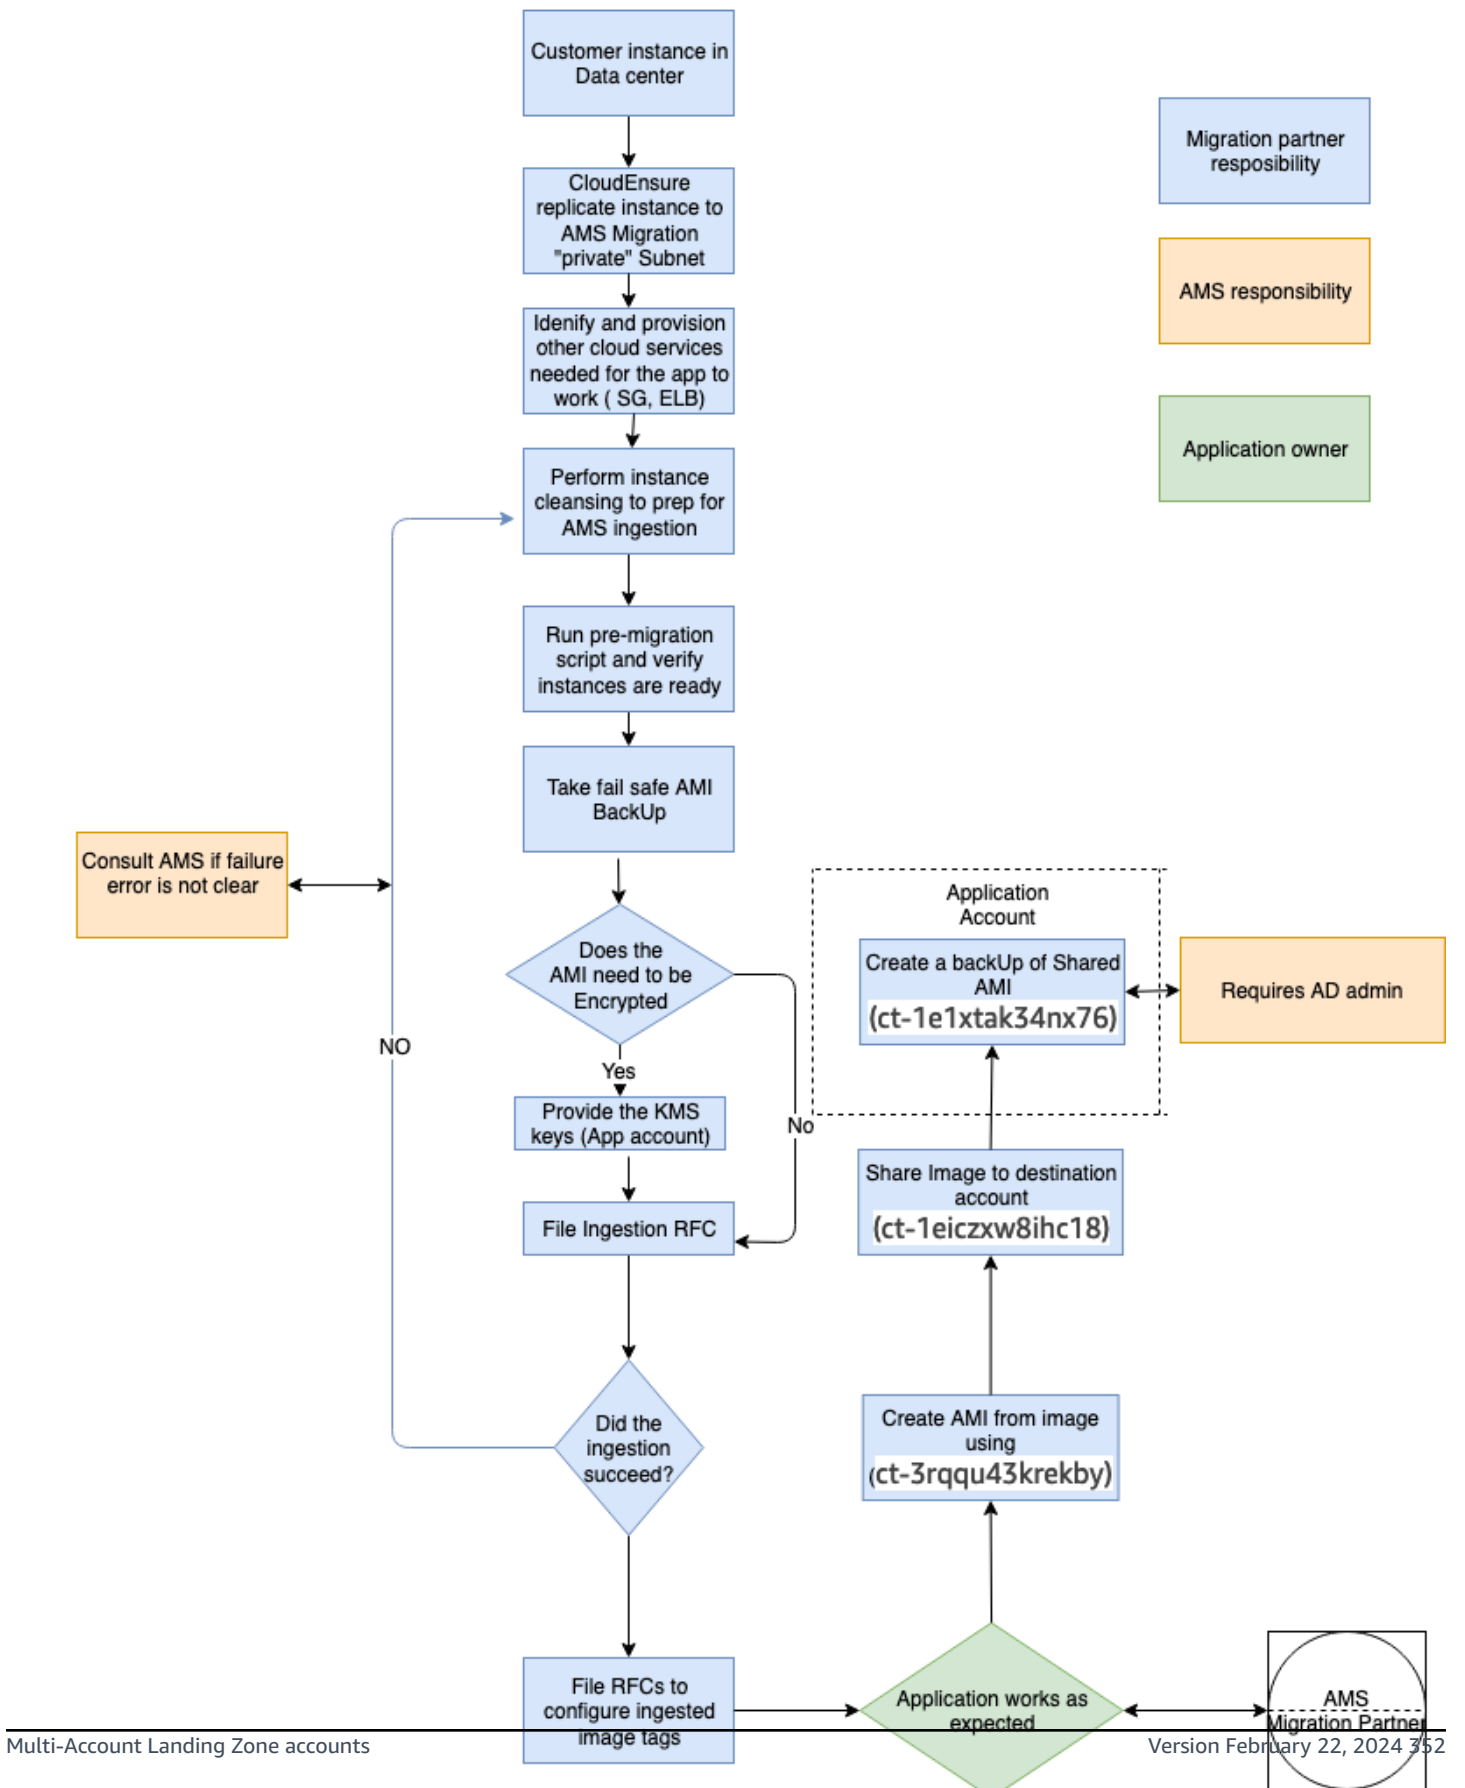 Customer instance in
Data center
CloudEnsure
replicate instance to
AMS Migration
"private" Subnet
Idenify and provision
other cloud services
needed for the app to
work ( SG, ELB)
Perform instance
cleansing to prep for
AMS ingestion
Run pre-migration
script and verify
instances are ready
Take fail safe AMI
BackUp
Does the
AMI need to be
Encrypted
Yes
No
Provide the KMS
keys (App account)
File Ingestion RFC
Did the
ingestion
succeed?
NO
Consult AMS if failure
error is not clear
File RFCs to
configure ingested
image tags
Application works as
expected
AMS
Migration Partner
Create AMI from image
using
(ct-3rqqu43krekby)
Share Image to destination
account
(ct-1eiczxw8ihc18)
Application
Account
Create a backUp of Shared
AMI
(ct-1e1xtak34nx76)
Requires AD admin
Migration partner
resposibility
AMS responsibility
Application owner
Multi-Account Landing Zone accounts
Version February 22, 2024 352